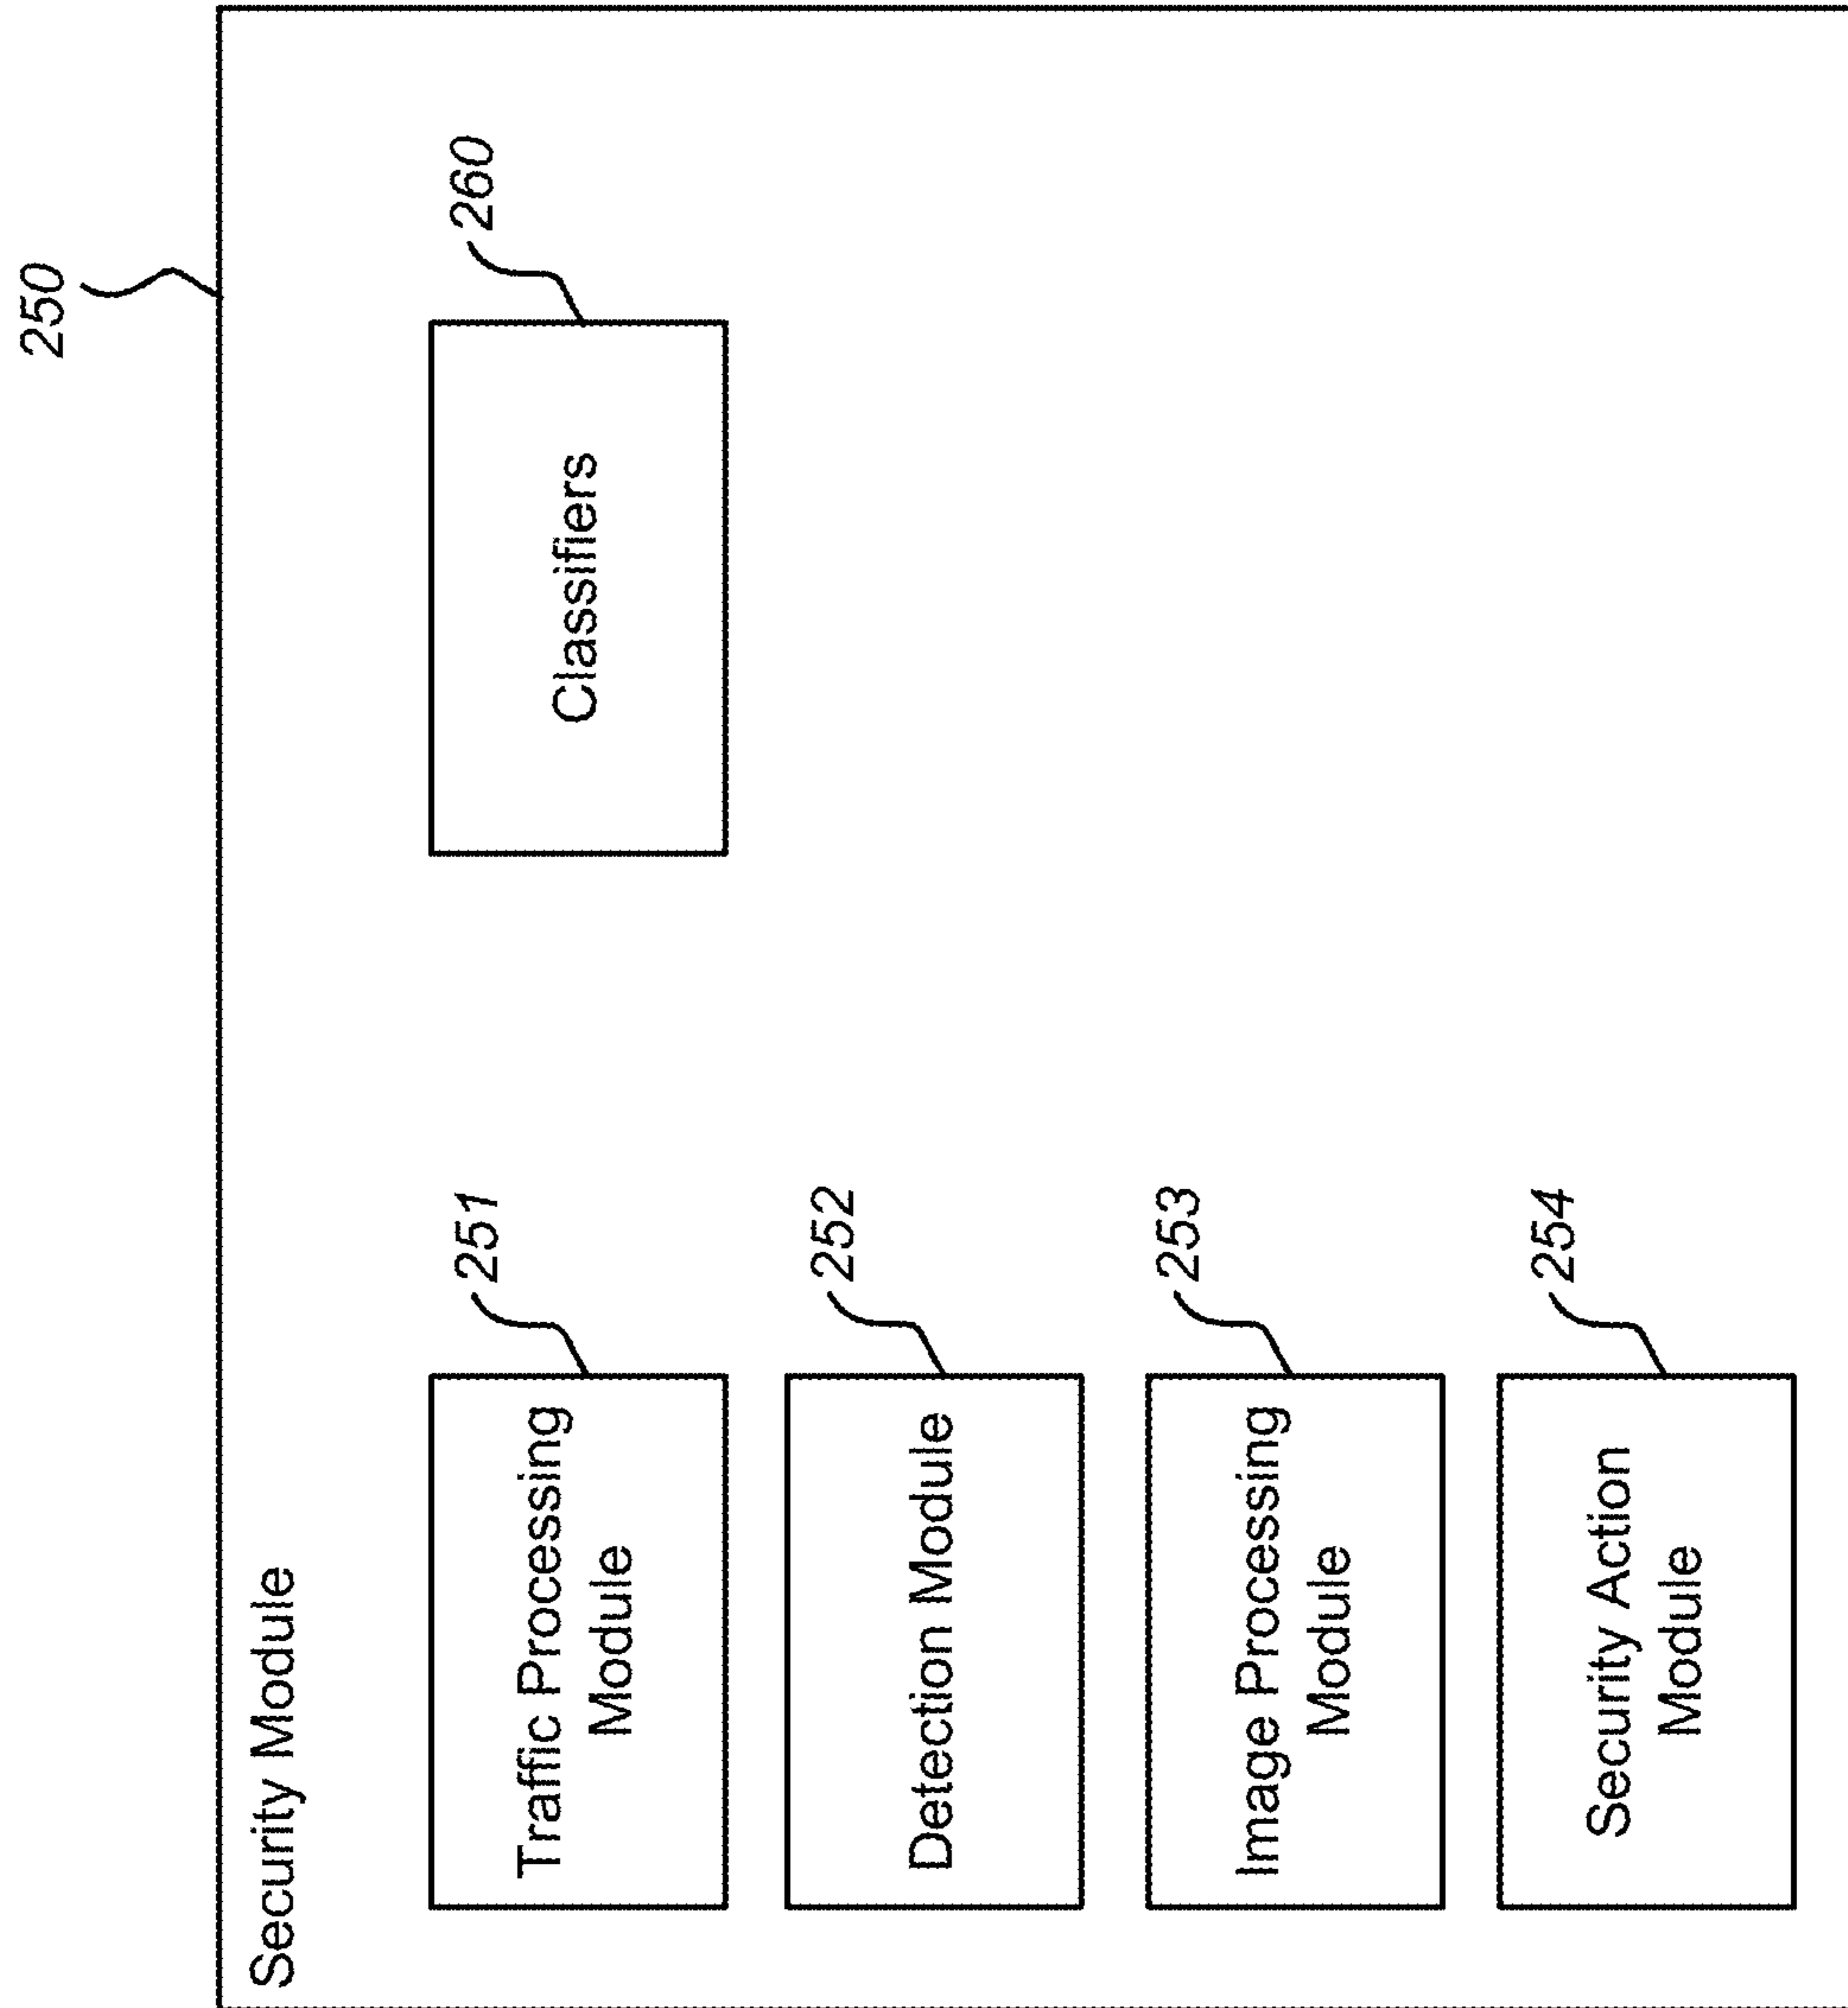 250
Security Module
Traffic Processing
Module
251
Classifiers
260
Detection Module
252
Image Processing
Module
253
Security Action
Module
254